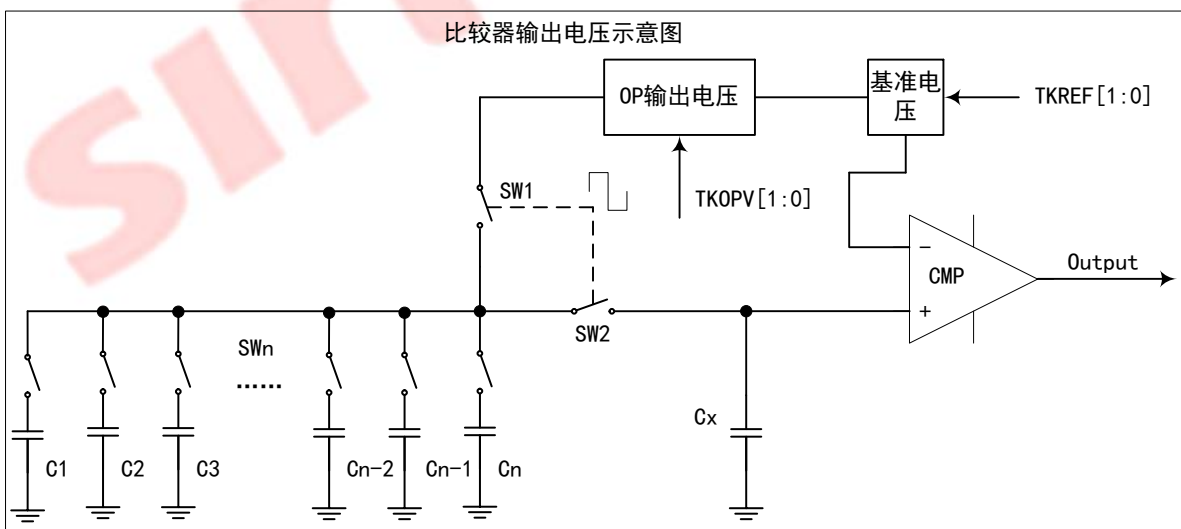 比较器输出电压示意图
OP输出电压
基准电
压
TKREF[1:0]
SW1
TKOPV[1:0]
−
CMP
Output
+
SW2
SWn
......
Cx
C1
C2
C3
Cn-2
Cn-1
Cn